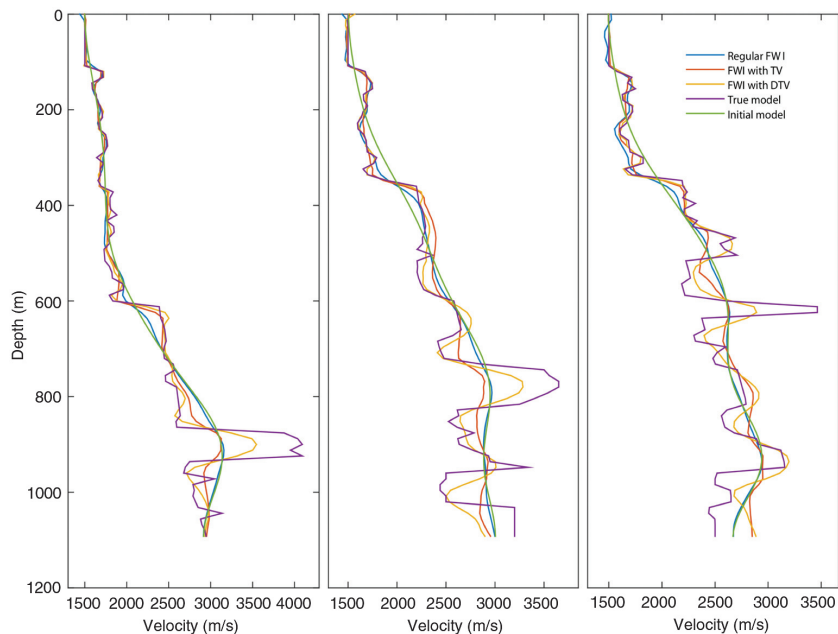 0
200
400
600
800
1000
1200
Depth (m)
1500 2000 2500 3000 3500 4000
Velocity (m/s)
1500 2000 2500 3000 3500
Velocity (m/s)
1500 2000 2500 3000 3500
Velocity (m/s)
Regular FW I
FWI with TV
FWI with DTV
True model
Initial model